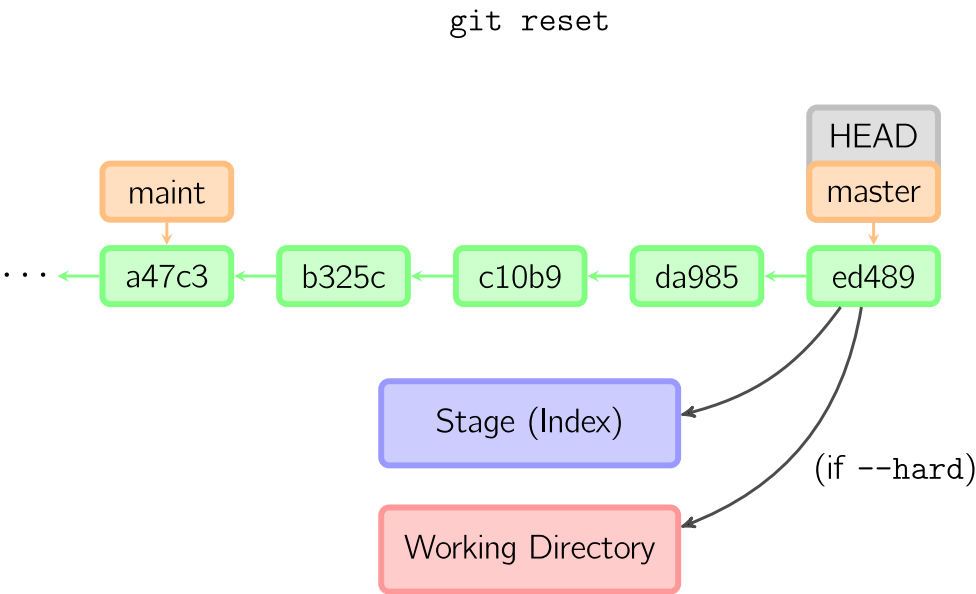 git reset
HEAD
maint
master
...
a47c3
b325c
c10b9
da985
ed489
Stage (Index)
(if --hard)
Working Directory